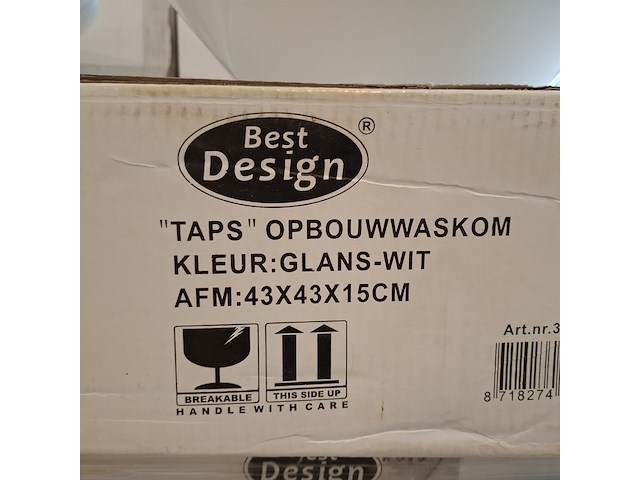 Best
Design
®
"TAPS" OPBOUWWASKOM
KLEUR:GLANS-WIT
AFM:43X43X15CM
BREAKABLE
THIS SIDE UP
HANDLE WITH CARE
Art.nr.3
8 718274
Best
Design